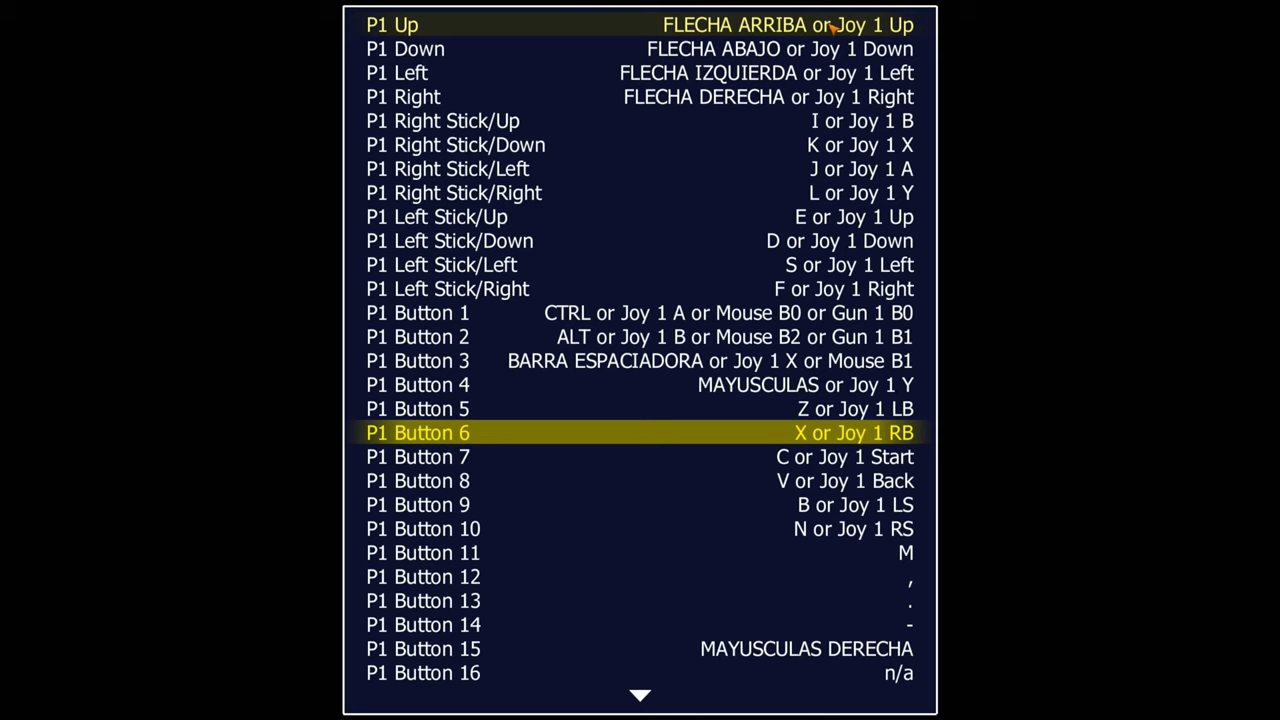 P1 Up FLECHA ARRIBA or Joy 1 Up
P1 Down FLECHA ABAJO or Joy 1 Down
P1 Left FLECHA IZQUIERDA or Joy 1 Left
P1 Right FLECHA DERECHA or Joy 1 Right
P1 Right Stick/Up I or Joy 1 B
P1 Right Stick/Down K or Joy 1 X
P1 Right Stick/Left J or Joy 1 A
P1 Right Stick/Right L or Joy 1 Y
P1 Left Stick/Up E or Joy 1 Up
P1 Left Stick/Down D or Joy 1 Down
P1 Left Stick/Left S or Joy 1 Left
P1 Left Stick/Right F or Joy 1 Right
P1 Button 1 CTRL or Joy 1 A or Mouse B0 or Gun 1 B0
P1 Button 2 ALT or Joy 1 B or Mouse B2 or Gun 1 B1
P1 Button 3 BARRA ESPACIADORA or Joy 1 X or Mouse B1
P1 Button 4 MAYUSCULAS or Joy 1 Y
P1 Button 5 Z or Joy 1 LB
P1 Button 6 X or Joy 1 RB
P1 Button 7 C or Joy 1 Start
P1 Button 8 V or Joy 1 Back
P1 Button 9 B or Joy 1 LS
P1 Button 10 N or Joy 1 RS
P1 Button 11 M
P1 Button 12 ,
P1 Button 13 .
P1 Button 14 -
P1 Button 15 MAYUSCULAS DERECHA
P1 Button 16 n/a